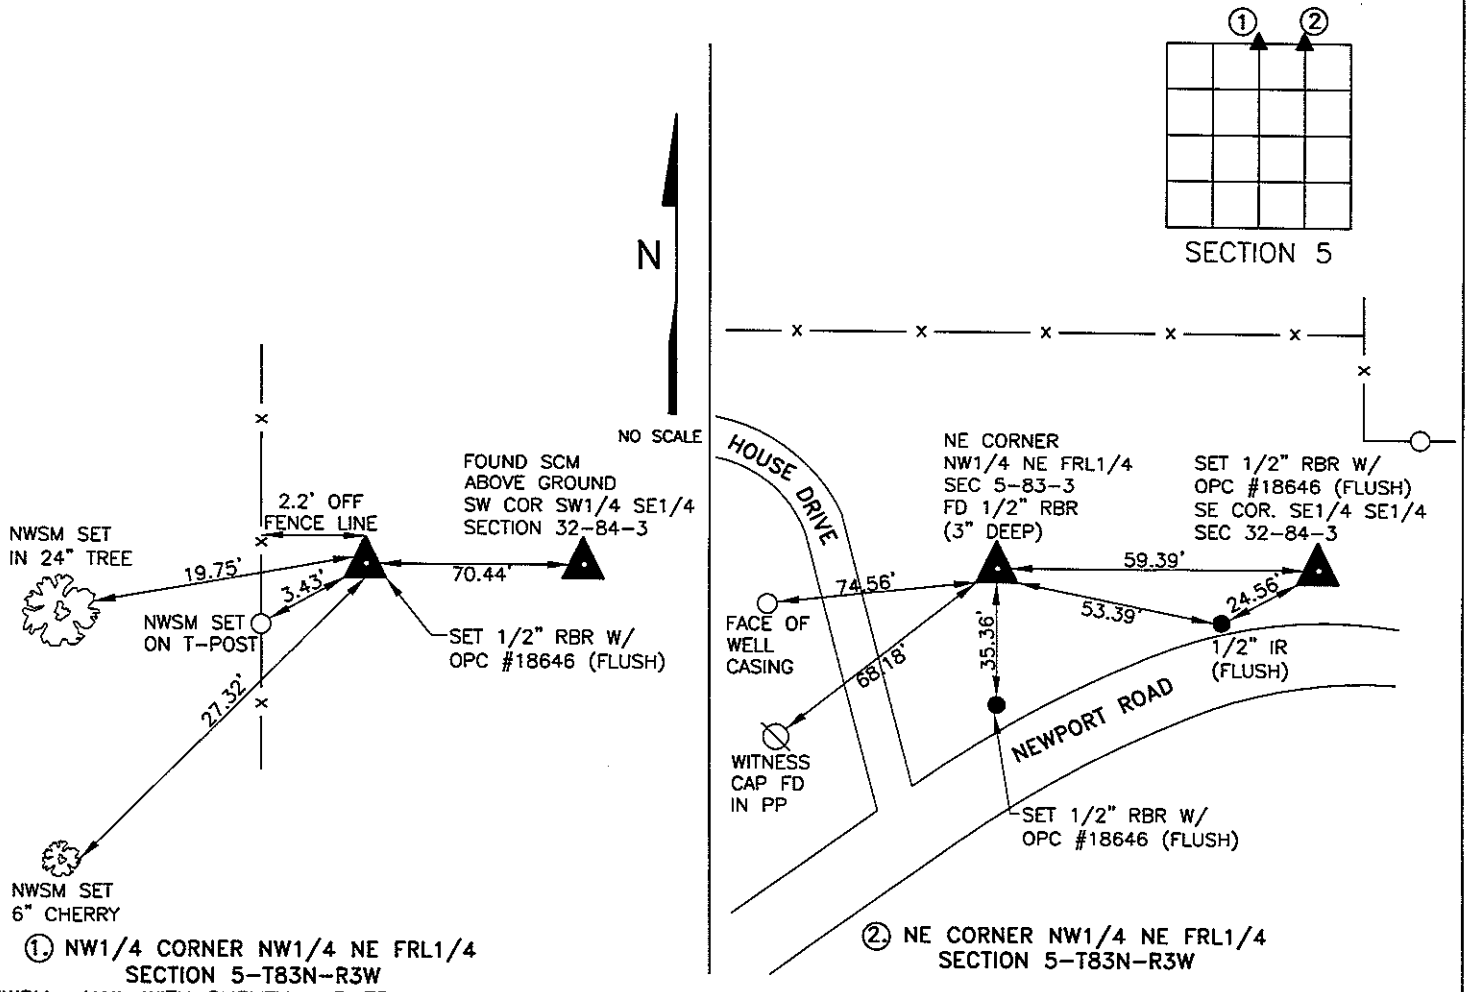 ① ②
SECTION 5
N
NO SCALE
FOUND SCM
ABOVE GROUND
SW COR SW1/4 SE1/4
SECTION 32-84-3
2.2' OFF
FENCE LINE
NWSM SET
IN 24" TREE
19.75'
3.43'
70.44'
NWSM SET
ON T-POST
SET 1/2" RBR W/
OPC #18646 (FLUSH)
27.32'
NWSM SET
6" CHERRY
①. NW1/4 CORNER NW1/4 NE FRL1/4
SECTION 5-T83N-R3W
HOUSE DRIVE
NE CORNER
NW1/4 NE FRL1/4
SEC 5-83-3
FD 1/2" RBR
(3" DEEP)
SET 1/2" RBR W/
OPC #18646 (FLUSH)
SE COR. SE1/4 SE1/4
SEC 32-84-3
59.39'
74.56'
53.39'
24.56'
FACE OF
WELL
CASING
68.18'
35.36'
1/2" IR
(FLUSH)
NEWPORT ROAD
WITNESS
CAP FD
IN PP
SET 1/2" RBR W/
OPC #18646 (FLUSH)
②. NE CORNER NW1/4 NE FRL1/4
SECTION 5-T83N-R3W